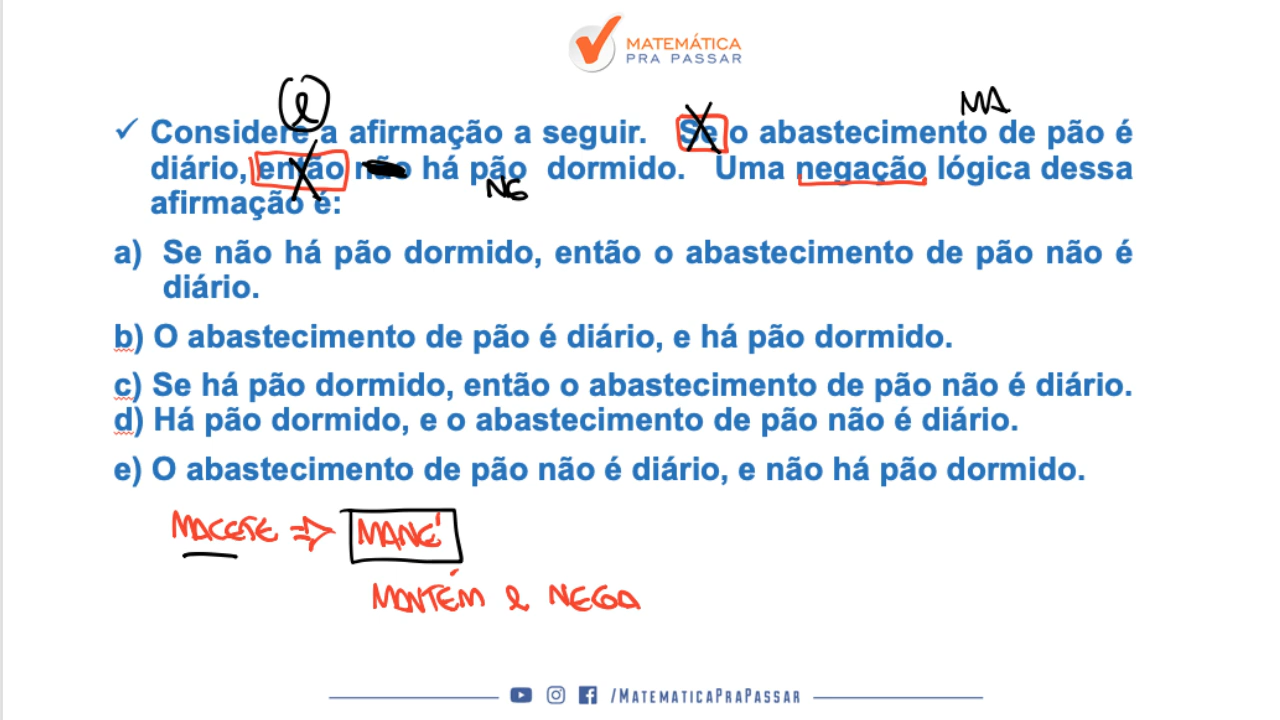 MATEMÁTICA
PRA PASSAR
e
MA
✓ Considere a afirmação a seguir. Se o abastecimento de pão é
diário, então não há pão dormido. Uma negação lógica dessa
NG
afirmação é:
a) Se não há pão dormido, então o abastecimento de pão não é
diário.
b) O abastecimento de pão é diário, e há pão dormido.
c) Se há pão dormido, então o abastecimento de pão não é diário.
d) Há pão dormido, e o abastecimento de pão não é diário.
e) O abastecimento de pão não é diário, e não há pão dormido.
MACETE ⇒ MANÉ
MANTÉM e NEGA
/MATEMATICAPRAPASSAR